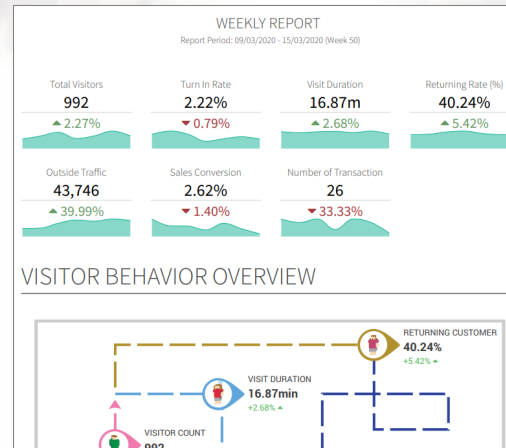 WEEKLY REPORT
Report Period: 09/03/2020 - 15/03/2020 (Week 50)
Total Visitors
992
▲ 2.27%
Turn In Rate
2.22%
▼ 0.79%
Visit Duration
16.87m
▲ 2.68%
Returning Rate (%)
40.24%
▲ 5.42%
Outside Traffic
43,746
▲ 39.99%
Sales Conversion
2.62%
▼ 1.40%
Number of Transaction
26
▼ 33.33%
VISITOR BEHAVIOR OVERVIEW
RETURNING CUSTOMER
40.24%
+5.42% ▲
VISIT DURATION
16.87min
+2.68% ▲
VISITOR COUNT
992